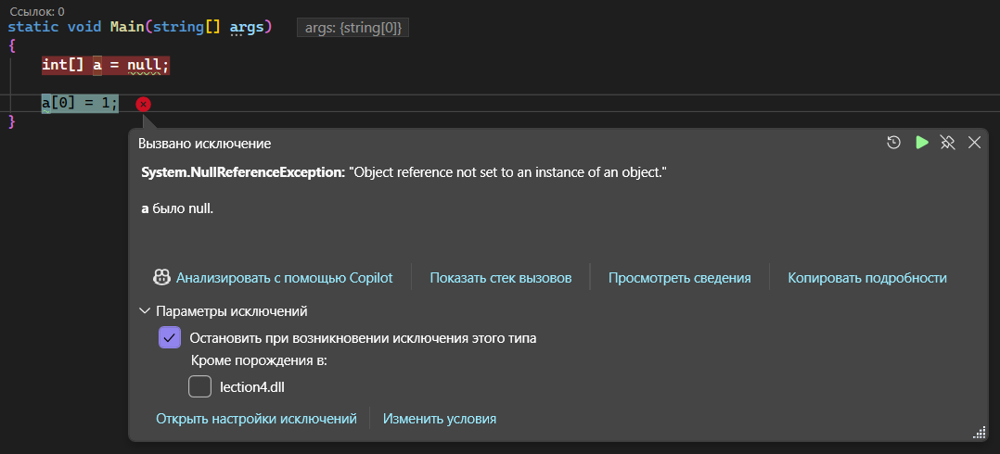 Ссылок: 0
static void Main(string[] args) args: {string[0]}
{
int[] a = null;
a[0] = 1;
}
Вызвано исключение
System.NullReferenceException: "Object reference not set to an instance of an object."
a было null.
Анализировать с помощью Copilot Показать стек вызовов Просмотреть сведения Копировать подробности
Параметры исключений
Остановить при возникновении исключения этого типа
Кроме порождения в:
lection4.dll
Открыть настройки исключений Изменить условия